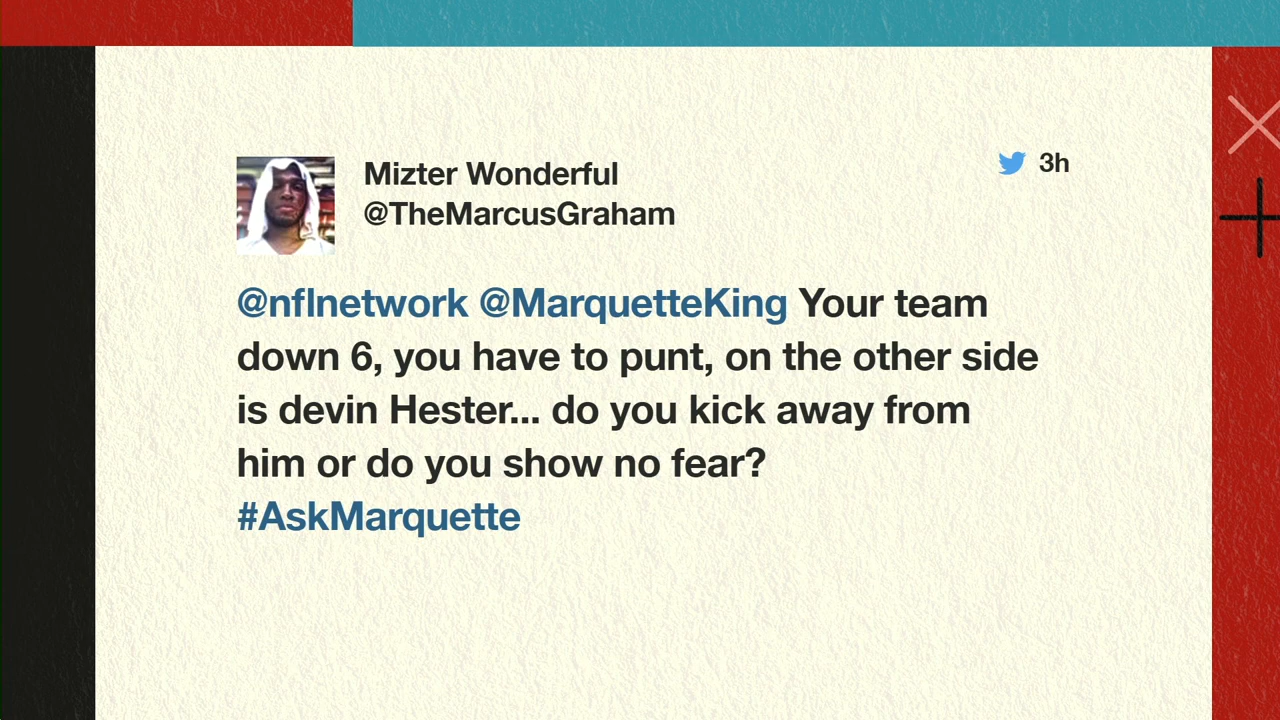 Mizter Wonderful
3h
@TheMarcusGraham
@nflnetwork @MarquetteKing Your team
down 6, you have to punt, on the other side
is devin Hester... do you kick away from
him or do you show no fear?
#AskMarquette